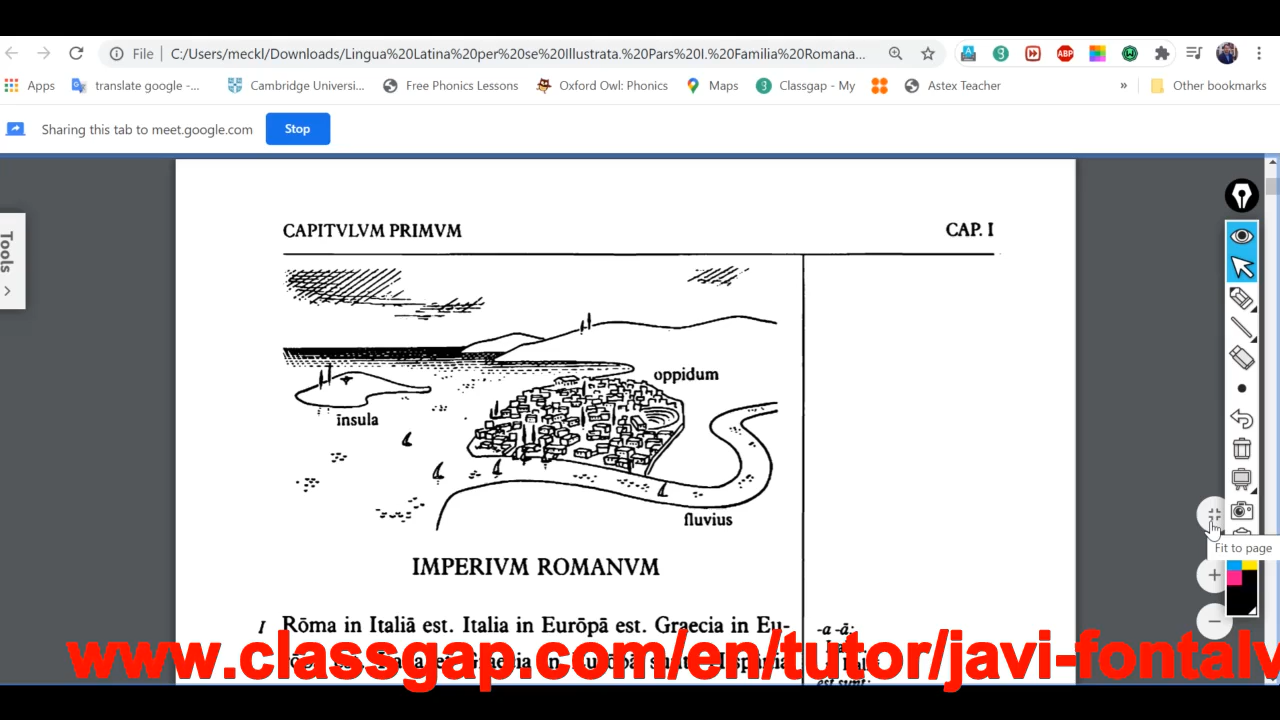 File C:/Users/meckl/Downloads/Lingua%20Latina%20per%20se%20Illustrata.%20Pars%20I.%20Familia%20Romana...
Apps translate google -... Cambridge Universi... Free Phonics Lessons Oxford Owl: Phonics Maps Classgap - My Astex Teacher » Other bookmarks
Sharing this tab to meet.google.com Stop
Tools
CAPITVLVM PRIMVM CAP. I
oppidum
īnsula
fluvius
Fit to page
IMPERIVM ROMANVM
I Rōma in Italiā est. Italia in Eurōpā est. Graecia in Eu-
-a -ā:
www.classgap.com/en/tutor/javi-fontalv
est sunt: